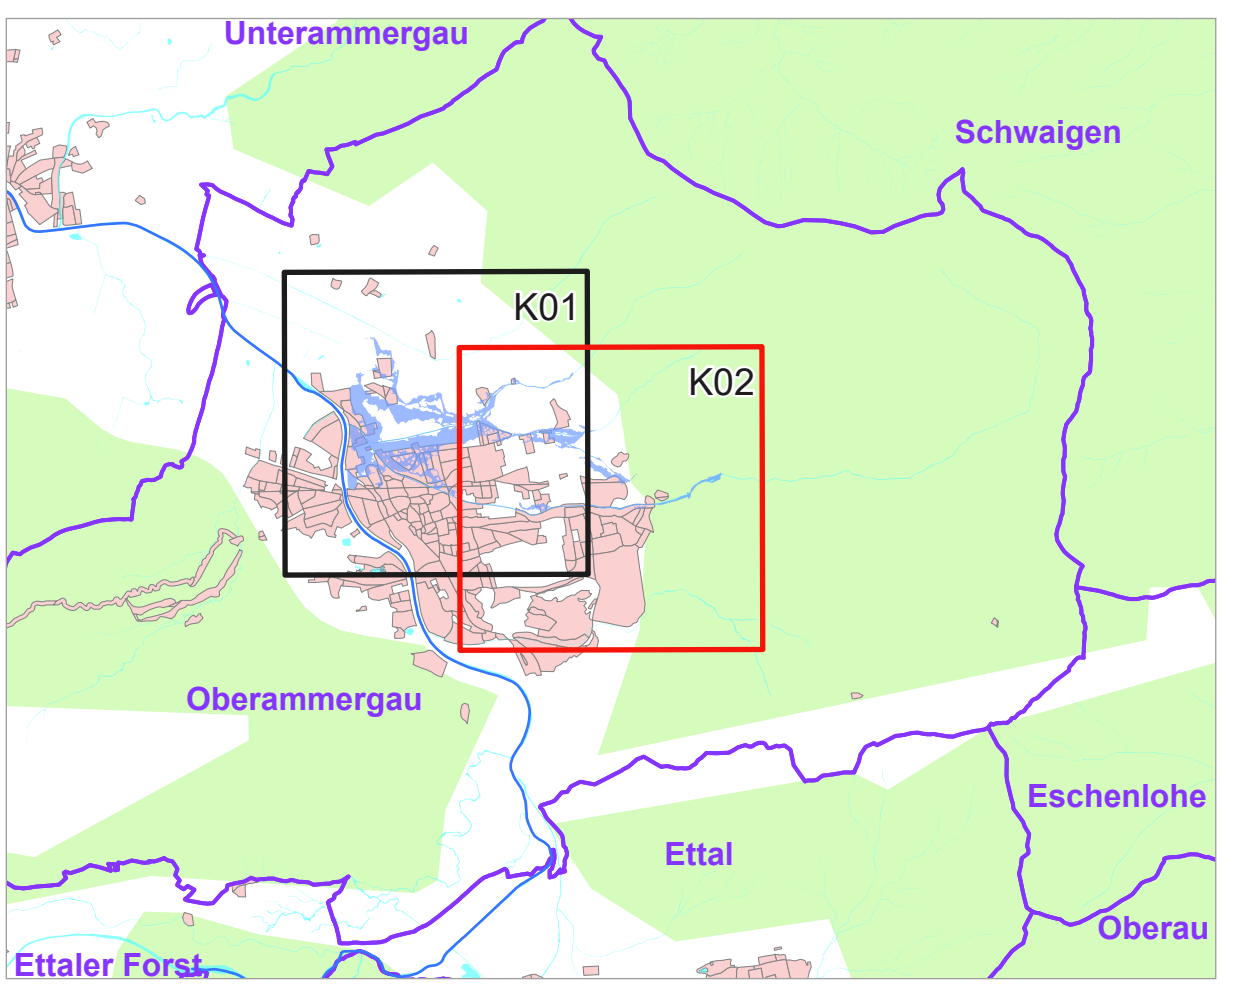 Unterammergau
Schwaigen
K01
K02
Oberammergau
Eschenlohe
Ettal
Oberau
Ettaler Forst